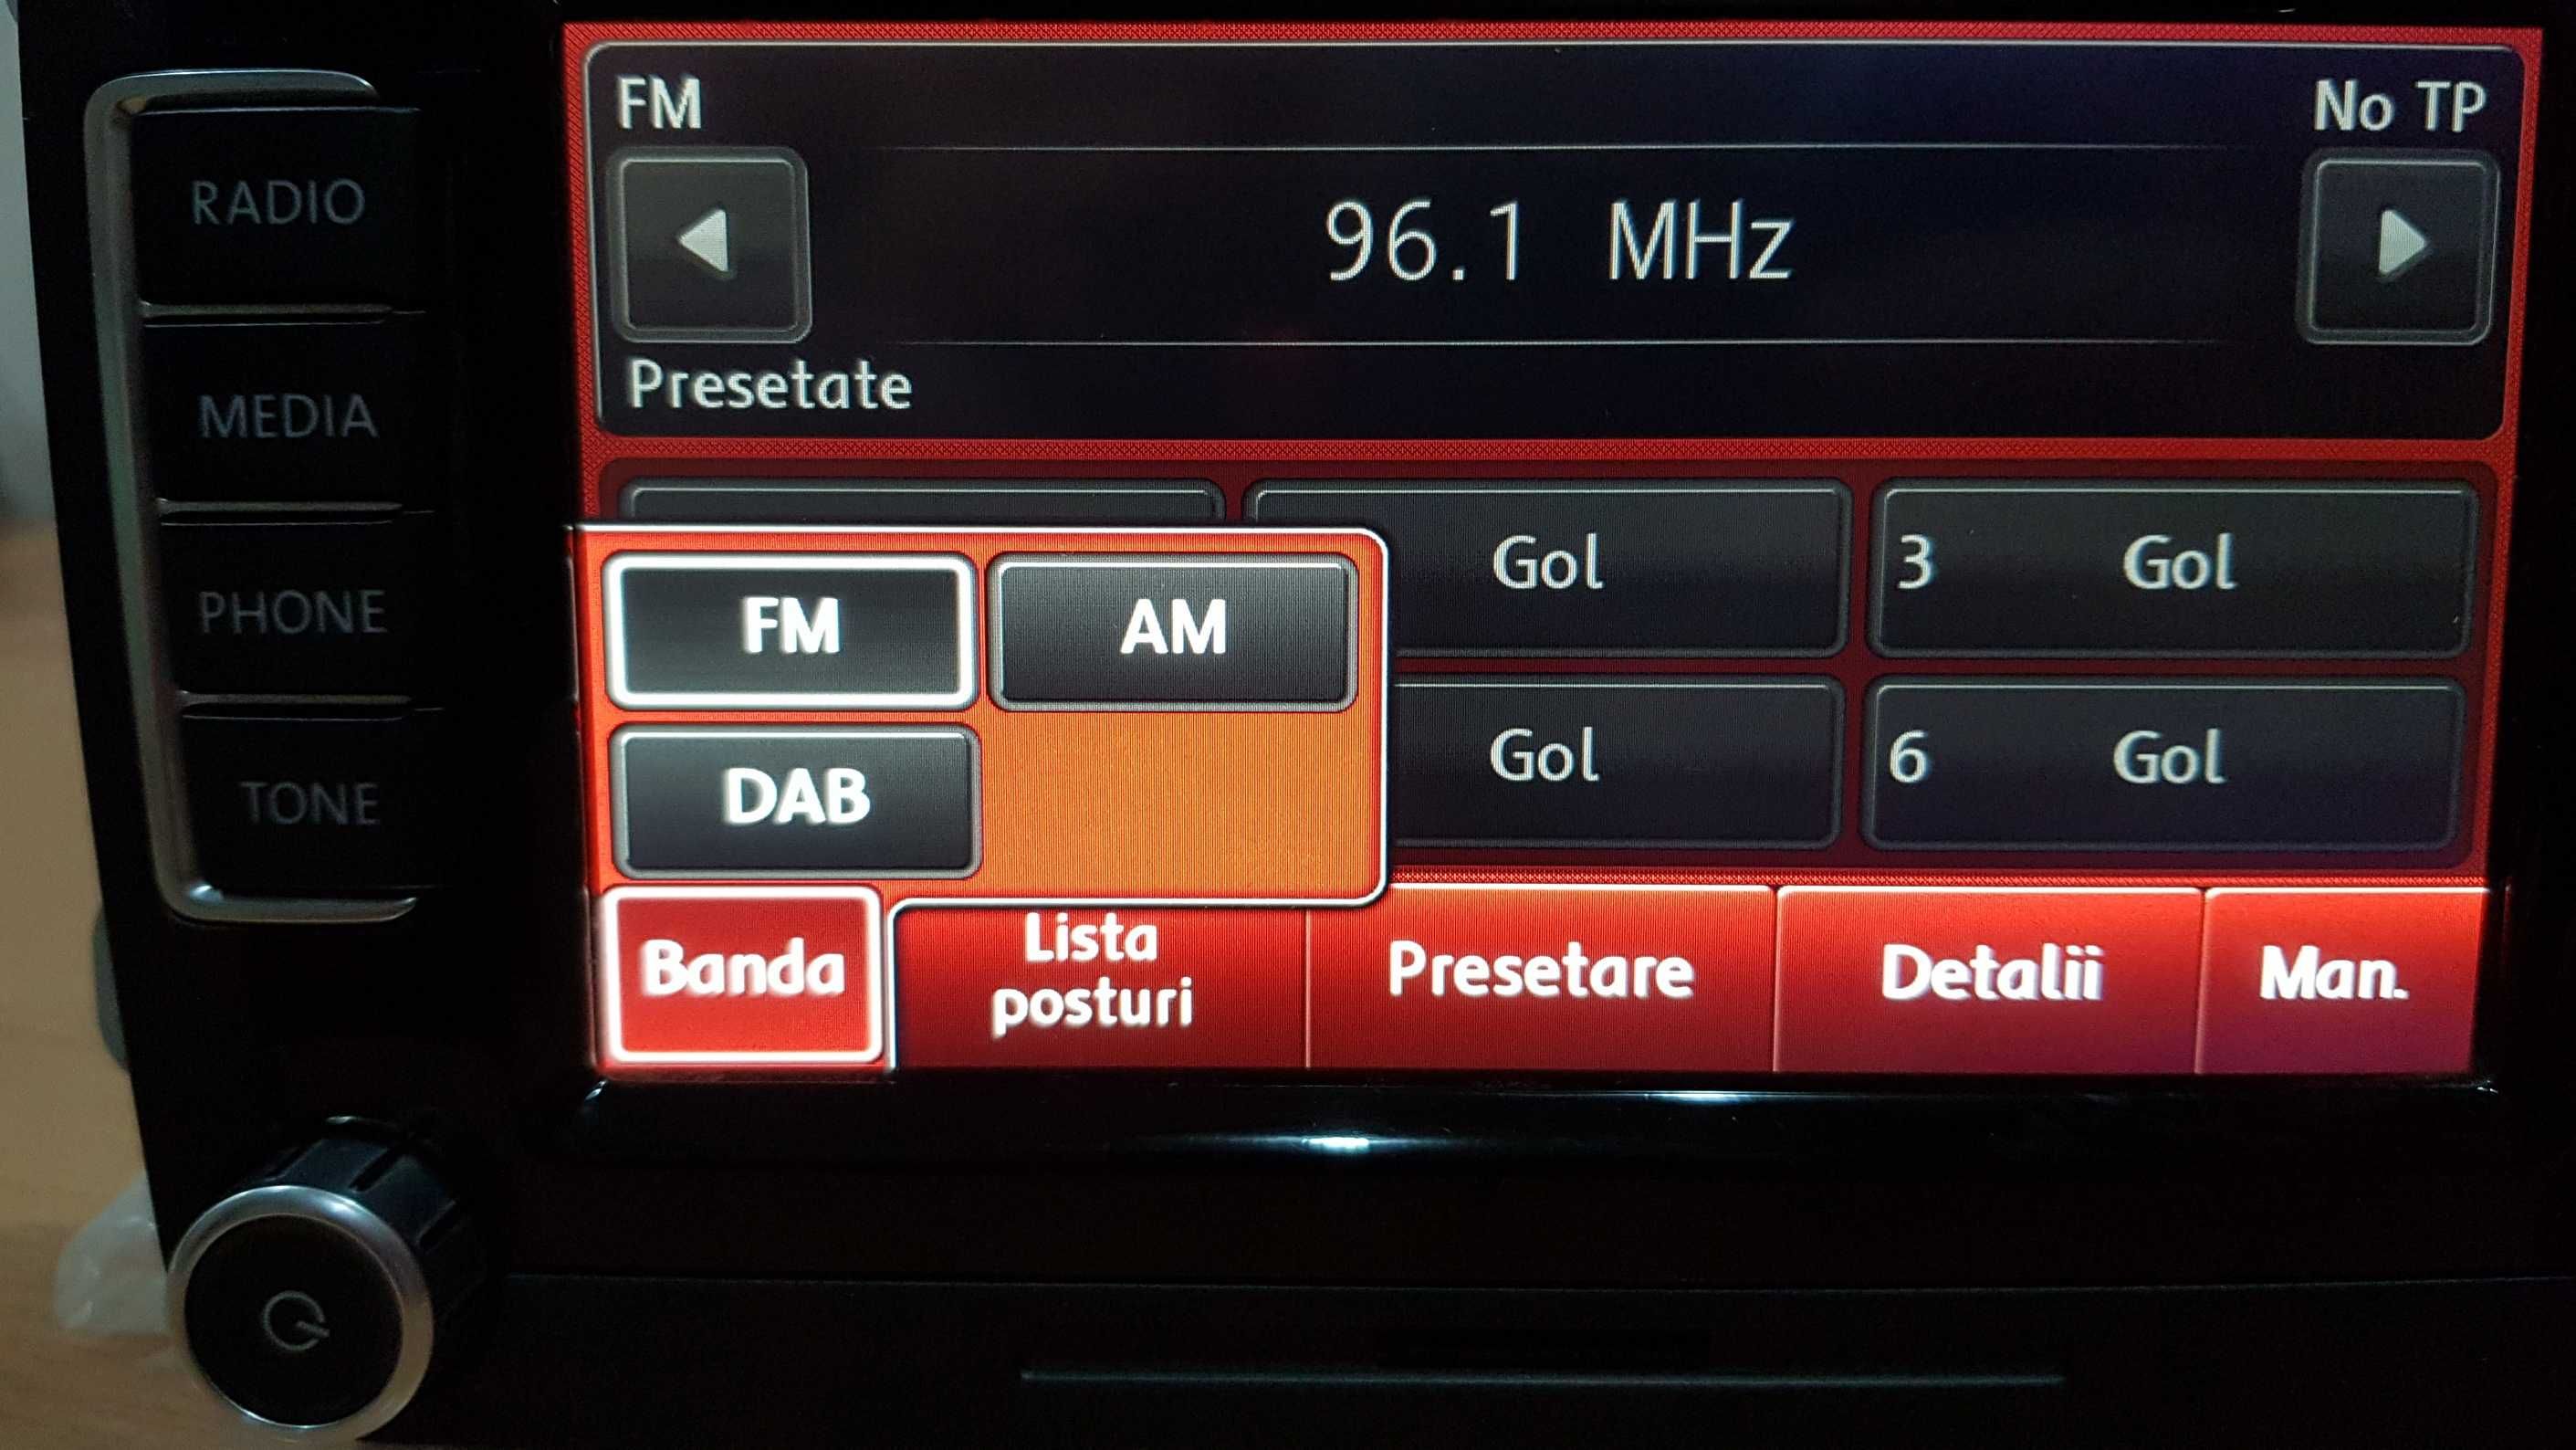 FM
No TP
RADIO
96.1 MHz
Presetate
MEDIA
Gol
3 Gol
FM
AM
PHONE
Gol
6 Gol
DAB
TONE
Banda
Lista
posturi
Presetare
Detalii
Man.